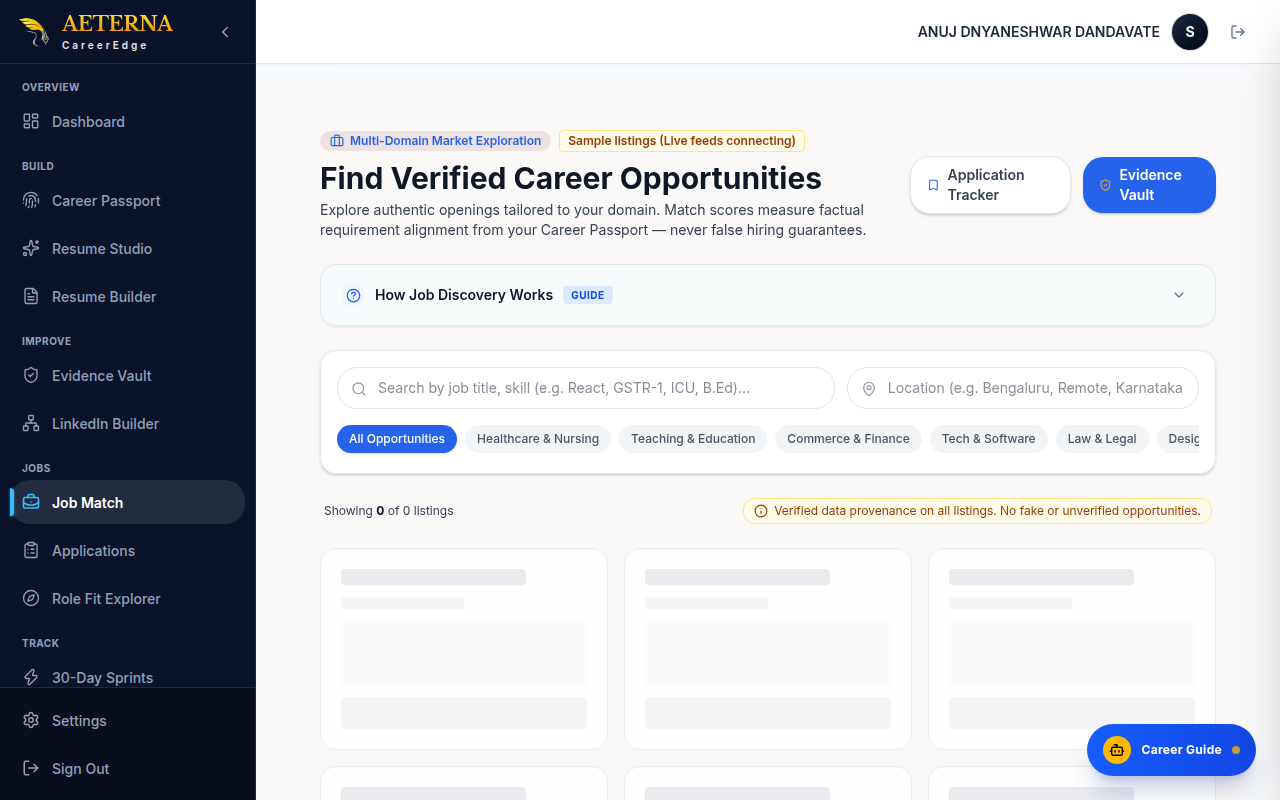 AETERNA
CareerEdge
OVERVIEW
Dashboard
BUILD
Career Passport
Resume Studio
Resume Builder
IMPROVE
Evidence Vault
LinkedIn Builder
JOBS
Job Match
Applications
Role Fit Explorer
TRACK
30-Day Sprints
Settings
Sign Out
ANUJ DNYANESHWAR DANDAVATE
S
Multi-Domain Market Exploration
Sample listings (Live feeds connecting)
Find Verified Career Opportunities
Explore authentic openings tailored to your domain. Match scores measure factual
requirement alignment from your Career Passport — never false hiring guarantees.
Application
Tracker
Evidence
Vault
How Job Discovery Works
GUIDE
Search by job title, skill (e.g. React, GSTR-1, ICU, B.Ed)...
Location (e.g. Bengaluru, Remote, Karnataka
All Opportunities
Healthcare & Nursing
Teaching & Education
Commerce & Finance
Tech & Software
Law & Legal
Desig
Showing 0 of 0 listings
Verified data provenance on all listings. No fake or unverified opportunities.
Career Guide